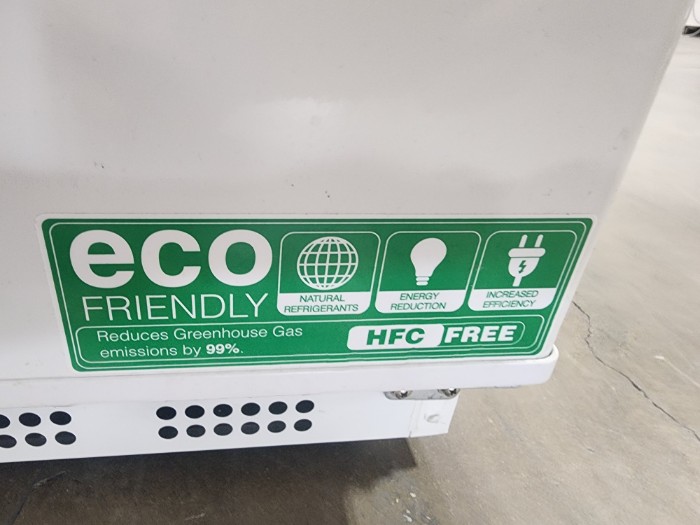 eco
FRIENDLY
NATURAL
REFRIGERANTS
ENERGY
REDUCTION
INCREASED
EFFICIENCY
Reduces Greenhouse Gas
emissions by 99%.
HFC FREE